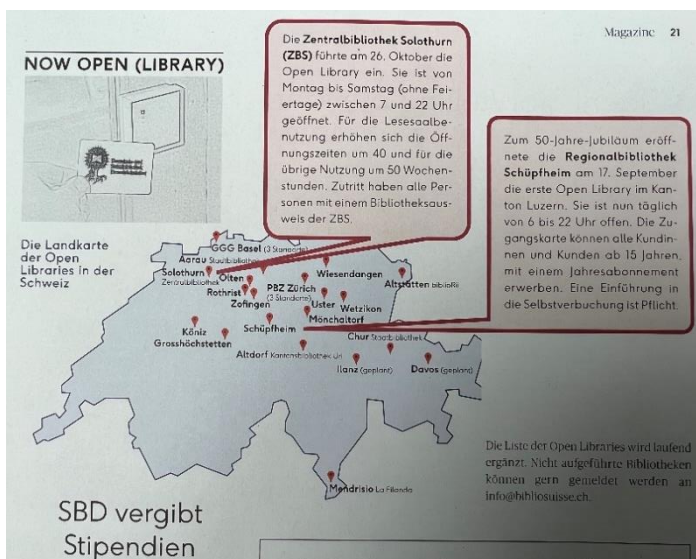 Magazine 21
NOW OPEN (LIBRARY)
Die Landkarte
der Open
Libraries in der
Schweiz
Die Zentralbibliothek Solothurn
(ZBS) führte am 26. Oktober die
Open Library ein. Sie ist von
Montag bis Samstag (ohne Fei-
ertage) zwischen 7 und 22 Uhr
geöffnet. Für die Lesesaalbe-
nutzung erhöhen sich die Öff-
nungszeiten um 40 und für die
übrige Nutzung um 50 Wochen-
stunden. Zutritt haben alle Per-
sonen mit einem Bibliotheksaus-
weis der ZBS.
Zum 50-Jahre-Jubiläum eröff-
nete die Regionalbibliothek
Schüpfheim am 17. September
die erste Open Library im Kan-
ton Luzern. Sie ist nun täglich
von 6 bis 22 Uhr offen. Die Zu-
gangskarte können alle Kundin-
nen und Kunden ab 15 Jahren,
mit einem Jahresabonnement
erwerben. Eine Einführung in
die Selbstverbuchung ist Pflicht.
GGG Basel (3 Standorte)
Aarau Stadtbibliothek
Solothurn
Zentralbibliothek
Olten
Rothrist
Zofingen
PBZ Zürich
(3 Standorte)
Wiesendangen
Altstätten biblioRii
Uster
Wetzikon
Mönchaltorf
Köniz
Grosshöchstetten
Schüpfheim
Chur Stadtbibliothek
Altdorf Kantonsbibliothek Uri
Ilanz (geplant)
Davos (geplant)
Mendrisio La Filanda
Die Liste der Open Libraries wird laufend
ergänzt. Nicht aufgeführte Bibliotheken
können gern gemeldet werden an
info@bibliosuisse.ch.
SBD vergibt
Stipendien